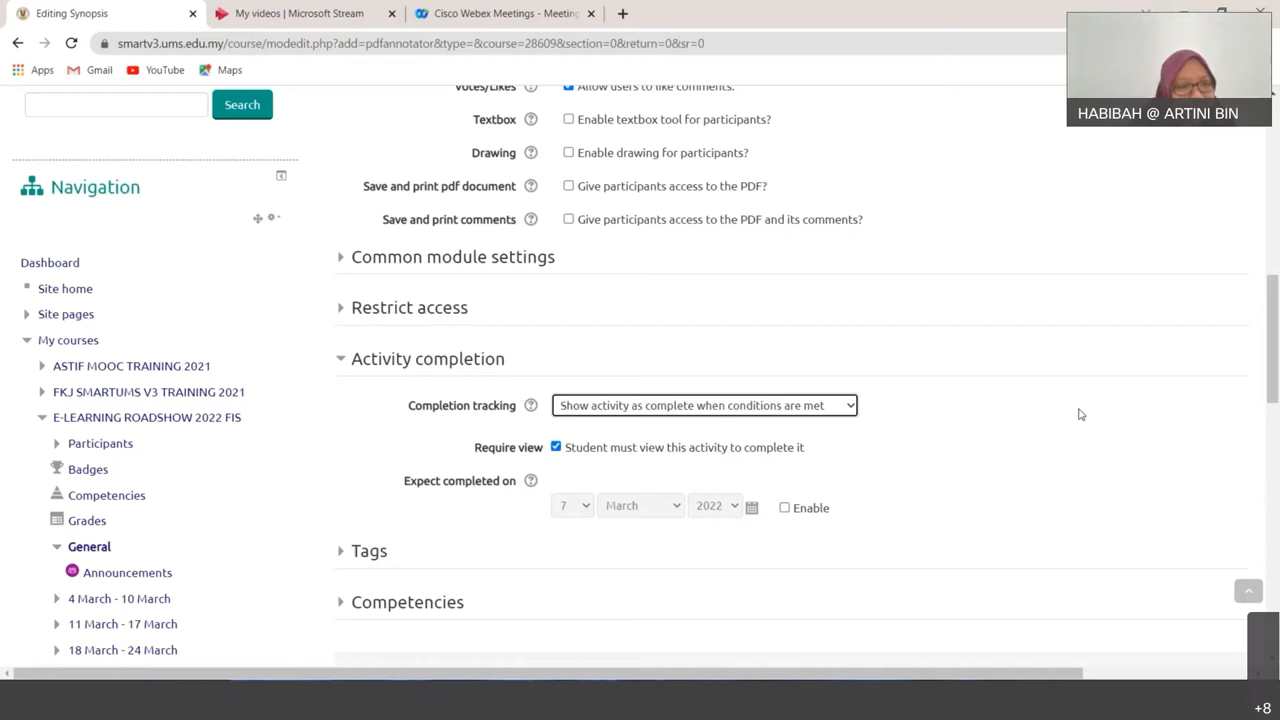 Editing Synopsis
My videos | Microsoft Stream
Cisco Webex Meetings - Meeting
smartv3.ums.edu.my/course/modedit.php?add=pdfannotator&type=&course=28609&section=0&return=0&sr=0
Apps
Gmail
YouTube
Maps
HABIBAH @ ARTINI BIN
Search
Votes/Likes
Allow users to like comments.
Textbox
Enable textbox tool for participants?
Drawing
Enable drawing for participants?
Save and print pdf document
Give participants access to the PDF?
Save and print comments
Give participants access to the PDF and its comments?
Navigation
Dashboard
Site home
Site pages
My courses
ASTIF MOOC TRAINING 2021
FKJ SMARTUMS V3 TRAINING 2021
E-LEARNING ROADSHOW 2022 FIS
Participants
Badges
Competencies
Grades
General
Announcements
4 March - 10 March
11 March - 17 March
18 March - 24 March
Common module settings
Restrict access
Activity completion
Completion tracking
Show activity as complete when conditions are met
Require view
Student must view this activity to complete it
Expect completed on
7
March
2022
Enable
Tags
Competencies
+8